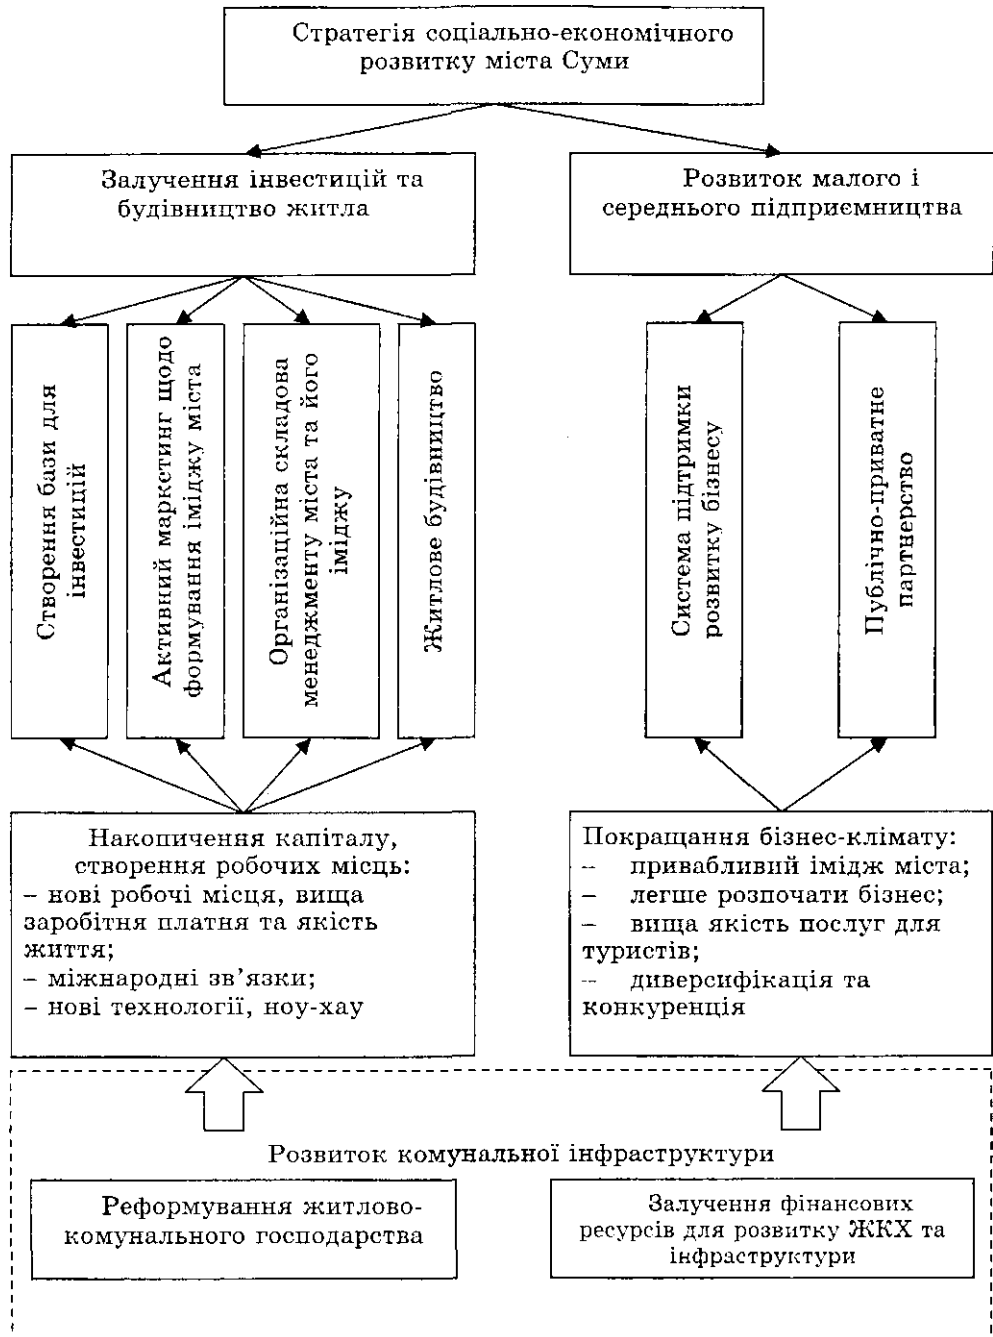 Стратегія соціально-економічного
розвитку міста Суми
Залучення інвестицій та
будівництво житла
Розвиток малого і
середнього підприємництва
Створення бази для
інвестицій
Активний маркетинг щодо
формування іміджу міста
Організаційна складова
менеджменту міста та його
іміджу
Житлове будівництво
Система підтримки
розвитку бізнесу
Публічно-приватне
партнерство
Накопичення капіталу,
створення робочих місць:
– нові робочі місця, вища
заробітня платня та якість
життя;
– міжнародні зв’язки;
– нові технології, ноу-хау
Покращання бізнес-клімату:
– привабливий імідж міста;
– легше розпочати бізнес;
– вища якість послуг для
туристів;
– диверсифікація та
конкуренція
Розвиток комунальної інфраструктури
Реформування житлово-
комунального господарства
Залучення фінансових
ресурсів для розвитку ЖКХ та
інфраструктури